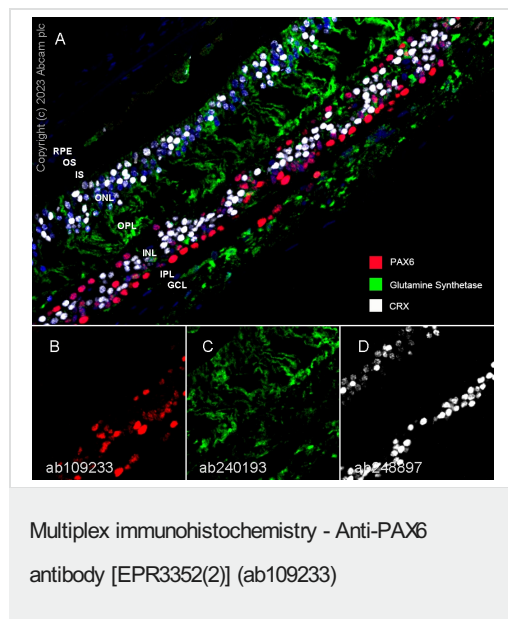 Copyright (c) 2023 Abcam plc
A
RPE
OS
IS
ONL
OPL
INL
IPL
GCL
PAX6
Glutamine Synthetase
CRX
B
ab109233
C
ab240193
D
ab248897
Multiplex immunohistochemistry - Anti-PAX6
antibody [EPR3352(2)] (ab109233)